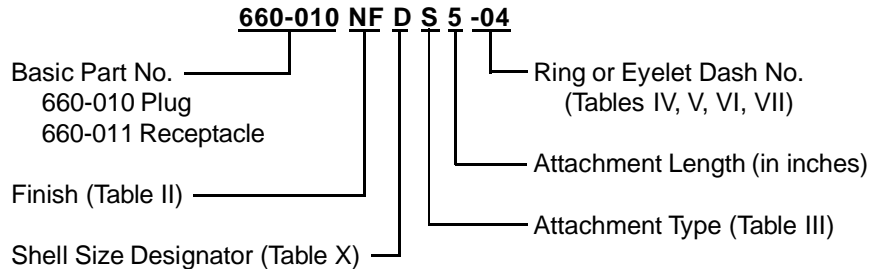 660-010 NF D S 5 -04
Basic Part No.
660-010 Plug
660-011 Receptacle
Finish (Table II)
Shell Size Designator (Table X)
Ring or Eyelet Dash No.
(Tables IV, V, VI, VII)
Attachment Length (in inches)
Attachment Type (Table III)